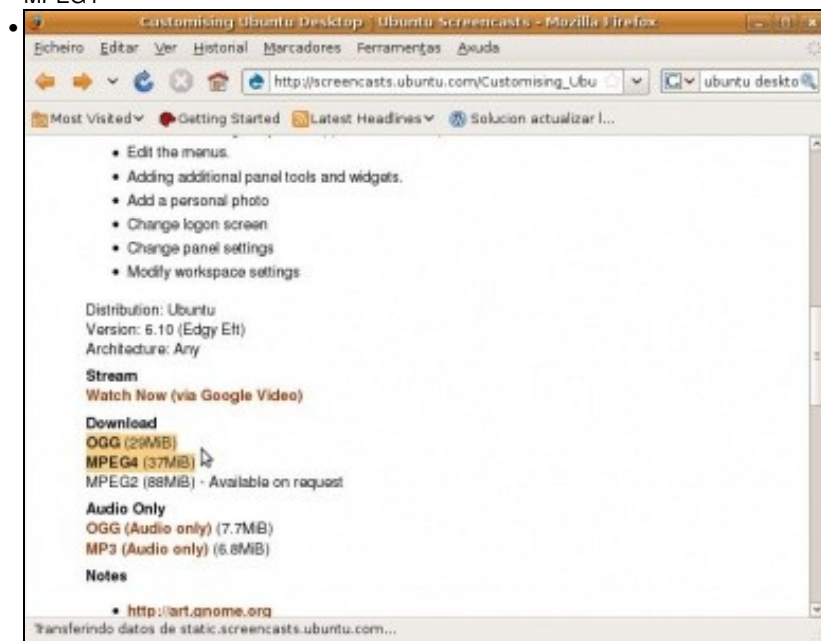 Customising Ubuntu Desktop | Ubuntu Screencasts - Mozilla Firefox
Ficheiro Editar Ver Historial Marcadores Ferramentas Axuda
http://screencasts.ubuntu.com/Customising_Ubu
ubuntu deskto
Most Visited Getting Started Latest Headlines Solucion actualizar l...
• Edit the menus.
• Adding additional panel tools and widgets.
• Add a personal photo
• Change logon screen
• Change panel settings
• Modify workspace settings
Distribution: Ubuntu
Version: 6.10 (Edgy Eft)
Architecture: Any
Stream
Watch Now (via Google Video)
Download
OGG (29MiB)
MPEG4 (37MiB)
MPEG2 (88MiB) - Available on request
Audio Only
OGG (Audio only) (7.7MiB)
MP3 (Audio only) (6.8MiB)
Notes
• http://art.gnome.org
Transferindo datos de static.screencasts.ubuntu.com...